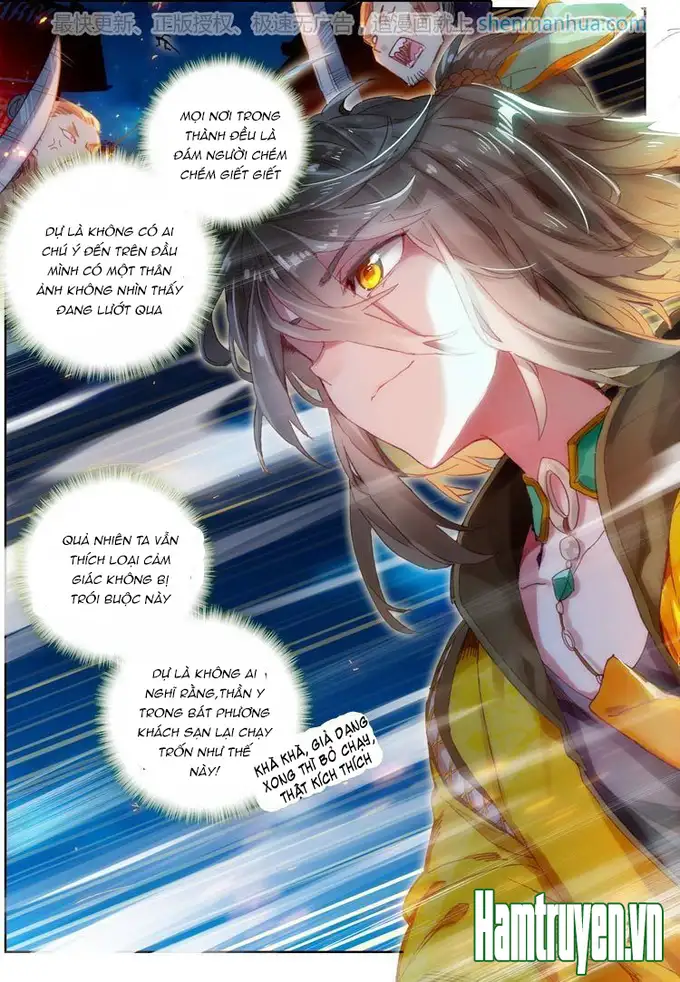 最快更新、正版授权、极速无广告，追漫画就上 shenmanhua.com
MỌI NƠI TRONG
THÀNH ĐỀU LÀ
ĐÁM NGƯỜI CHÉM
CHÉM GIẾT GIẾT
DỰ LÀ KHÔNG CÓ AI
CHÚ Ý ĐẾN TRÊN ĐẦU
MÌNH CÓ MỘT THÂN
ẢNH KHÔNG NHÌN THẤY
ĐANG LƯỚT QUA
QUẢ NHIÊN TA VẪN
THÍCH LOẠI CẢM
GIÁC KHÔNG BỊ
TRÓI BUỘC NÀY
DỰ LÀ KHÔNG AI
NGHĨ RẰNG,THẦN Y
TRONG BÁT PHƯƠNG
KHÁCH SẠN LẠI CHẠY
TRỐN NHƯ THẾ
NÀY!
KHÀ KHÀ, GIẢ DẠNG
XONG THÌ BỎ CHẠY,
THẬT KÍCH THÍCH
Hamtruyen.vn